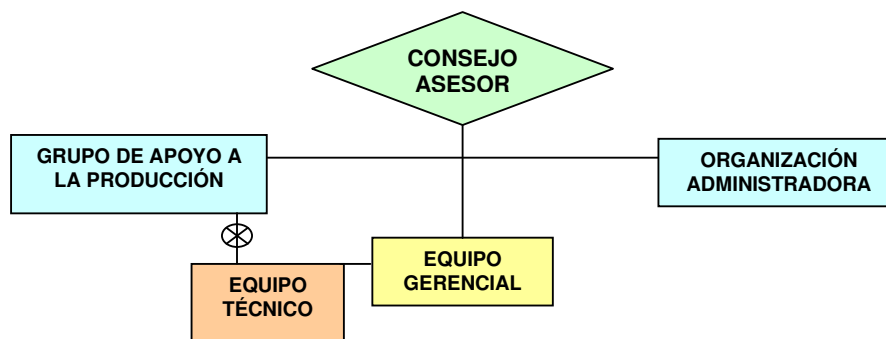 CONSEJO
ASESOR
GRUPO DE APOYO A
LA PRODUCCIÓN
ORGANIZACIÓN
ADMINISTRADORA
EQUIPO
GERENCIAL
EQUIPO
TÉCNICO